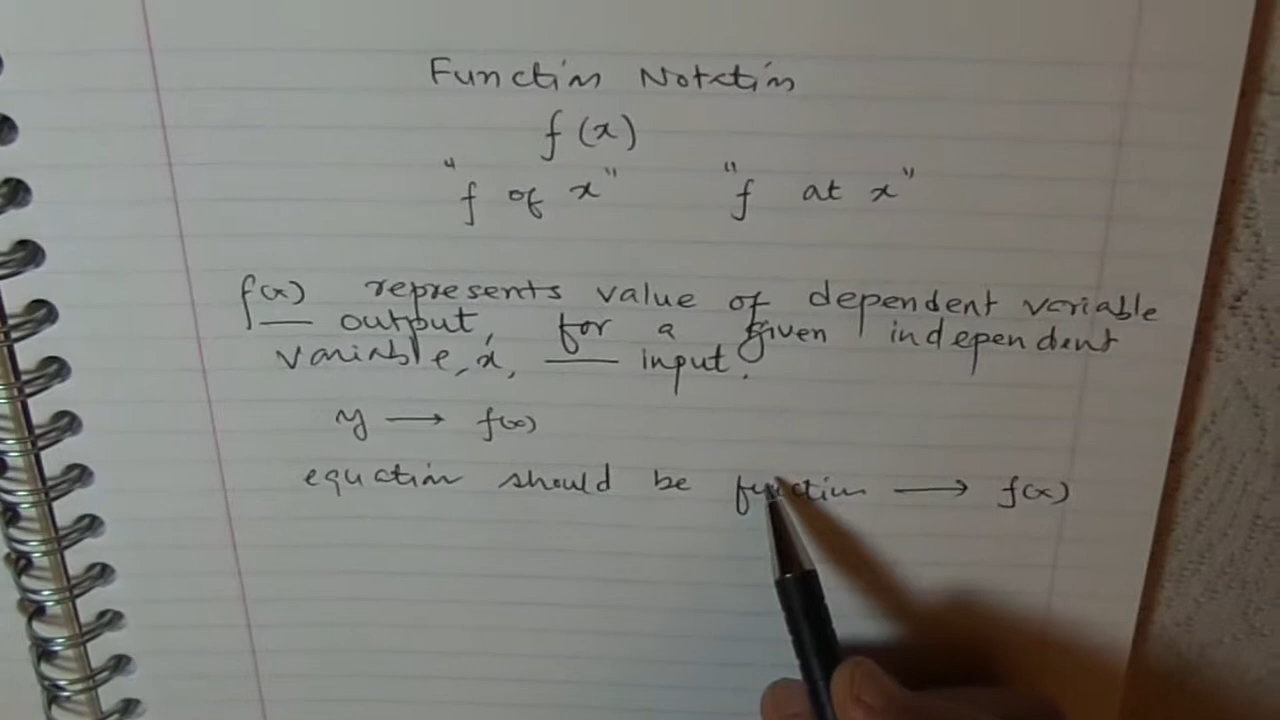 Function Notation
f(x)
"f of x" "f at x"
f(x) represents value of dependent variable
— output, for a given independent
variable, x, — input.
y → f(x)
equation should be function → f(x)